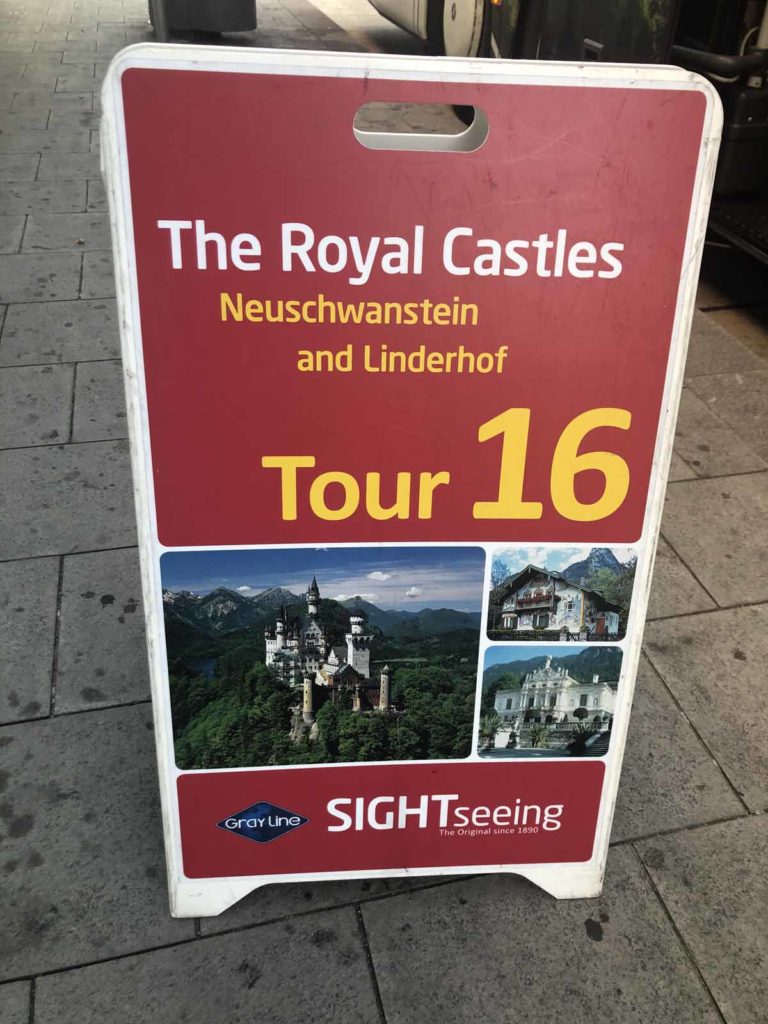 The Royal Castles
Neuschwanstein
and Linderhof
Tour 16
GRAY LINE
SIGHTseeing
The Original since 1890